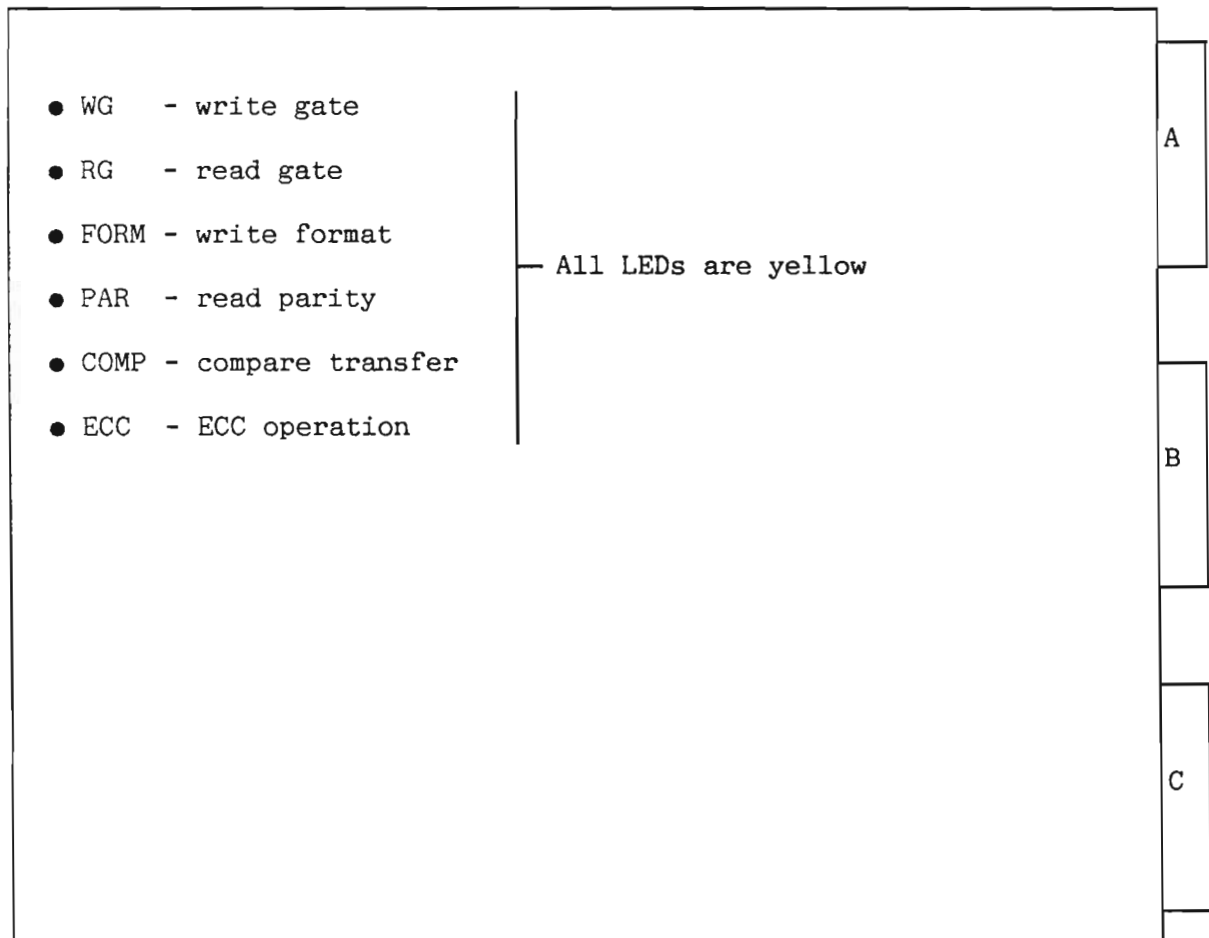 ● WG - write gate
● RG - read gate
● FORM - write format
● PAR - read parity
● COMP - compare transfer
● ECC - ECC operation
All LEDs are yellow
A
B
C